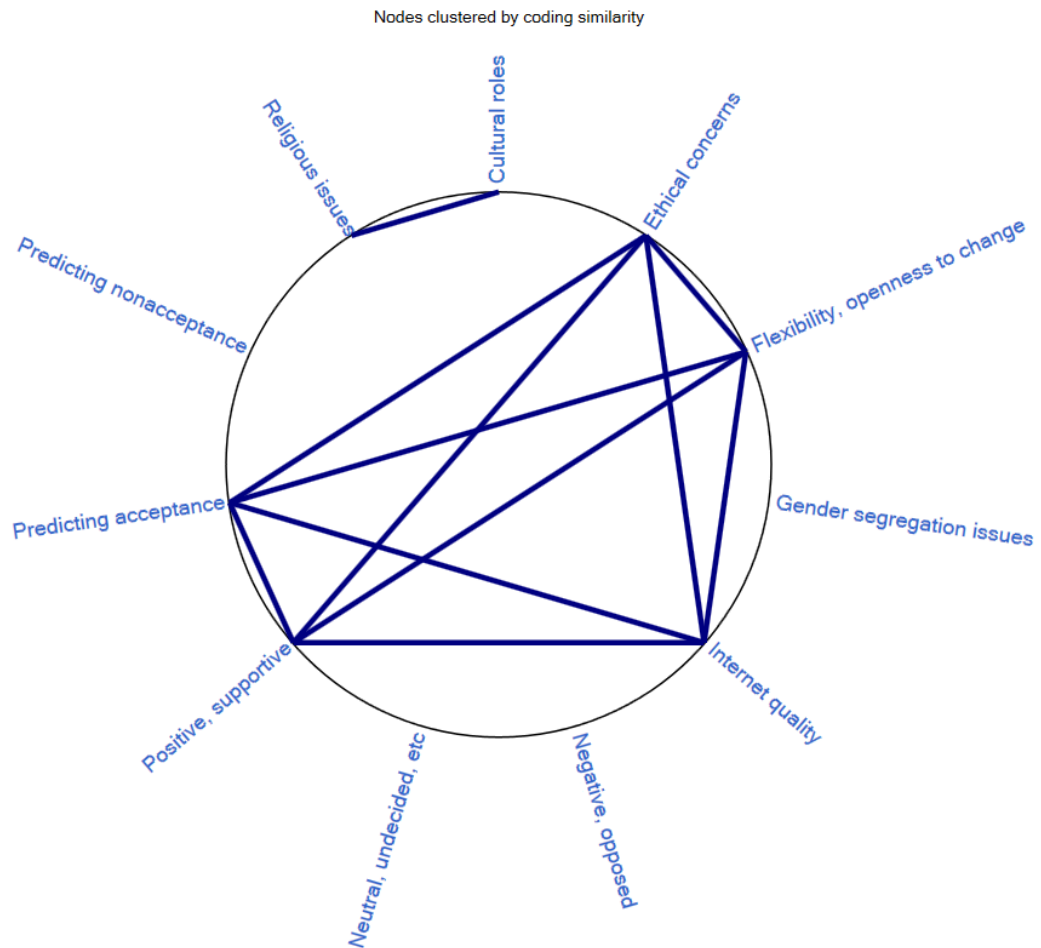 Nodes clustered by coding similarity
Cultural roles
Ethical concerns
Flexibility, openness to change
Gender segregation issues
Internet quality
Negative, opposed
Neutral, undecided, etc
Positive, supportive
Predicting acceptance
Predicting nonacceptance
Religious issues